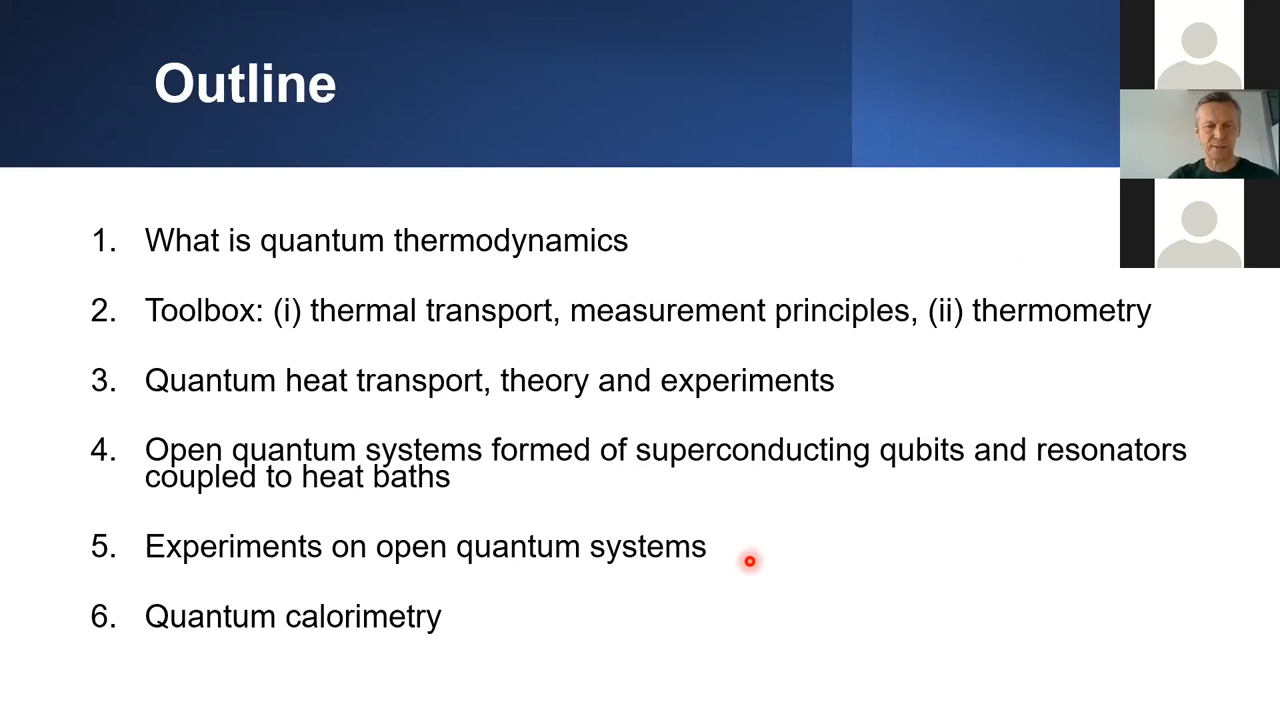 Outline
1. What is quantum thermodynamics
2. Toolbox: (i) thermal transport, measurement principles, (ii) thermometry
3. Quantum heat transport, theory and experiments
4. Open quantum systems formed of superconducting qubits and resonators
coupled to heat baths
5. Experiments on open quantum systems
6. Quantum calorimetry